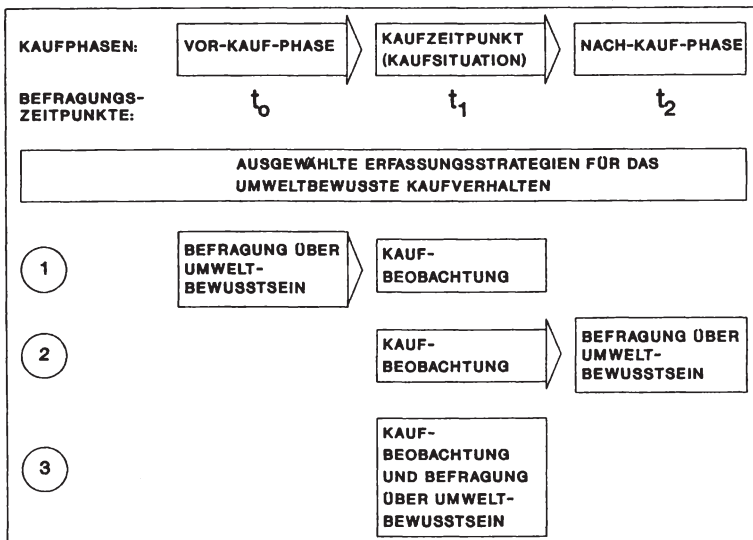 KAUFPHASEN:
VOR-KAUF-PHASE
KAUFZEITPUNKT
(KAUFSITUATION)
NACH-KAUF-PHASE
BEFRAGUNGS-
ZEITPUNKTE:
to
t1
t2
AUSGEWÄHLTE ERFASSUNGSSTRATEGIEN FÜR DAS
UMWELTBEWUSSTE KAUFVERHALTEN
1
BEFRAGUNG ÜBER
UMWELT-
BEWUSSTSEIN
KAUF-
BEOBACHTUNG
2
KAUF-
BEOBACHTUNG
BEFRAGUNG ÜBER
UMWELT-
BEWUSSTSEIN
3
KAUF-
BEOBACHTUNG
UND BEFRAGUNG
ÜBER UMWELT-
BEWUSSTSEIN